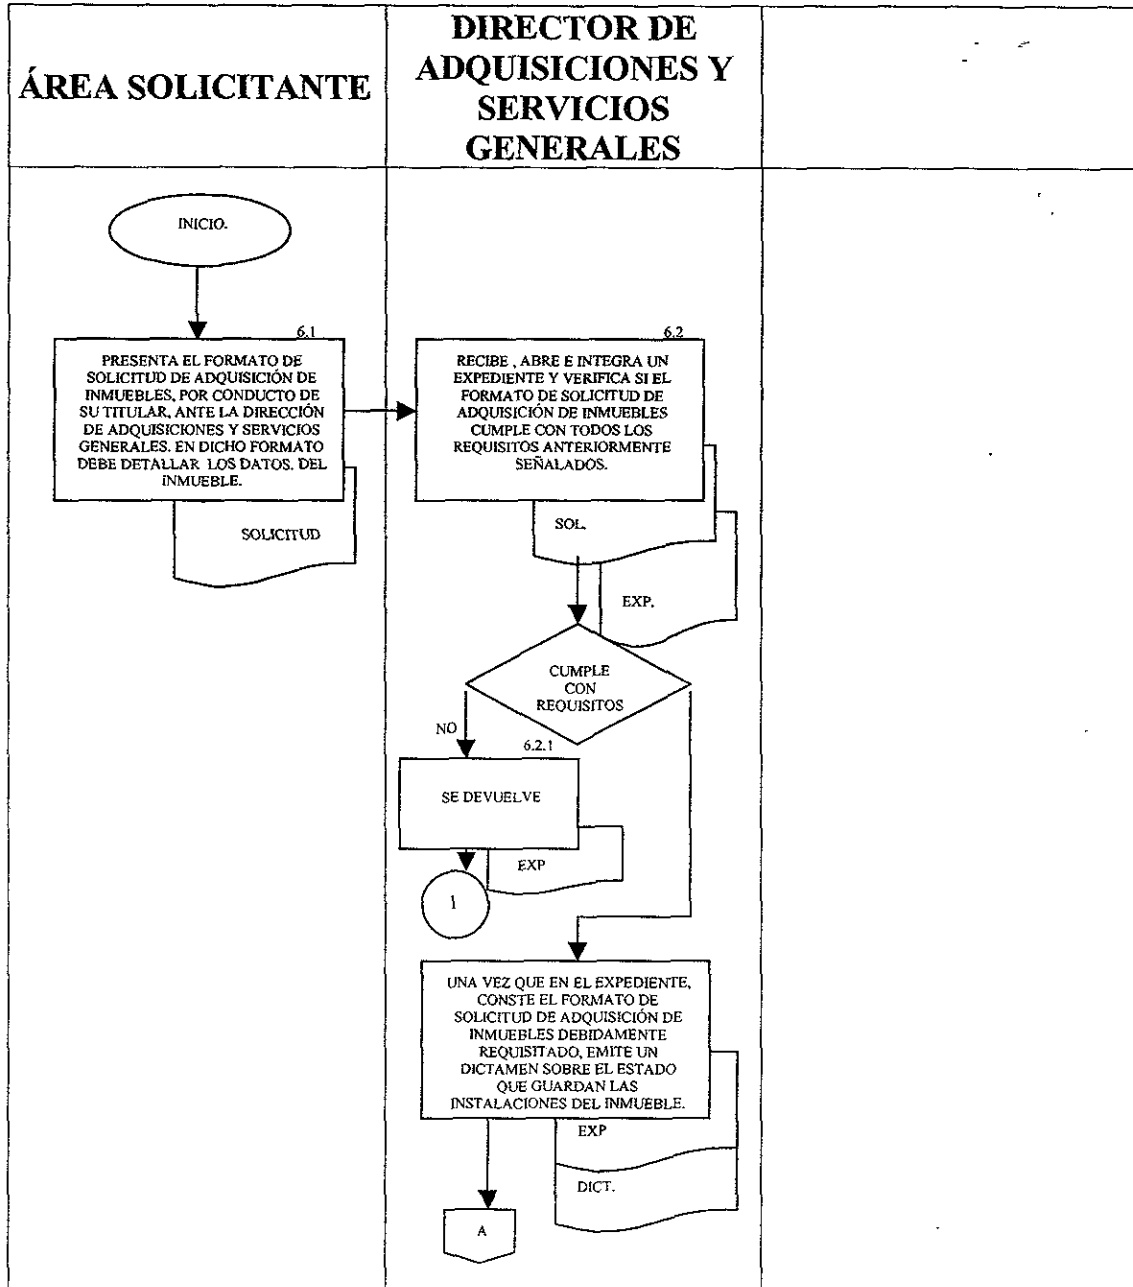 ÁREA SOLICITANTE
DIRECTOR DE
ADQUISICIONES Y
SERVICIOS
GENERALES
INICIO.
6.1
PRESENTA EL FORMATO DE
SOLICITUD DE ADQUISICIÓN DE
INMUEBLES, POR CONDUCTO DE
SU TITULAR, ANTE LA DIRECCIÓN
DE ADQUISICIONES Y SERVICIOS
GENERALES. EN DICHO FORMATO
DEBE DETALLAR LOS DATOS. DEL
INMUEBLE.
SOLICITUD
6.2
RECIBE , ABRE E INTEGRA UN
EXPEDIENTE Y VERIFICA SI EL
FORMATO DE SOLICITUD DE
ADQUISICIÓN DE INMUEBLES
CUMPLE CON TODOS LOS
REQUISITOS ANTERIORMENTE
SEÑALADOS.
SOL.
EXP.
CUMPLE
CON
REQUISITOS
NO
6.2.1
SE DEVUELVE
EXP
1
UNA VEZ QUE EN EL EXPEDIENTE,
CONSTE EL FORMATO DE
SOLICITUD DE ADQUISICIÓN DE
INMUEBLES DEBIDAMENTE
REQUISITADO, EMITE UN
DICTAMEN SOBRE EL ESTADO
QUE GUARDAN LAS
INSTALACIONES DEL INMUEBLE.
EXP
DICT.
A